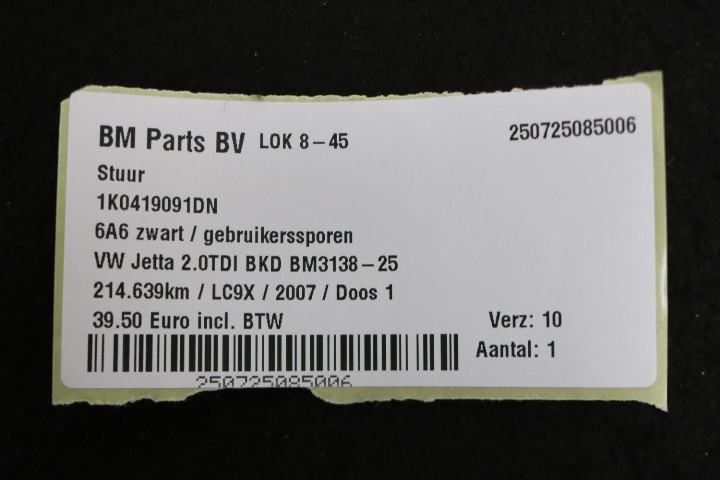 BM Parts BV LOK 8-45 250725085006
Stuur
1K0419091DN
6A6 zwart / gebruikerssporen
VW Jetta 2.0TDI BKD BM3138-25
214.639km / LC9X / 2007 / Doos 1
39.50 Euro incl. BTW Verz: 10
Aantal: 1
250725085006